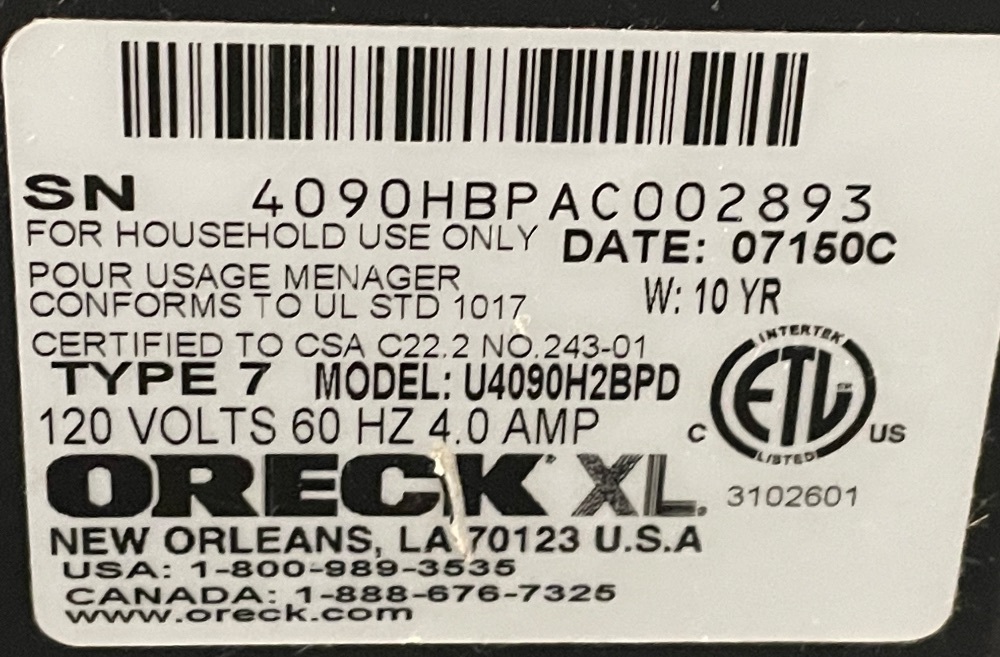 SN 4090HBPAC002893
FOR HOUSEHOLD USE ONLY DATE: 07150C
POUR USAGE MENAGER W: 10 YR
CONFORMS TO UL STD 1017
CERTIFIED TO CSA C22.2 NO.243-01
TYPE 7 MODEL: U4090H2BPD
120 VOLTS 60 HZ 4.0 AMP
INTERTEK
ETL
C US
LISTED
3102601
ORECK XL.
NEW ORLEANS, LA 70123 U.S.A
USA: 1-800-989-3535
CANADA: 1-888-676-7325
www.oreck.com